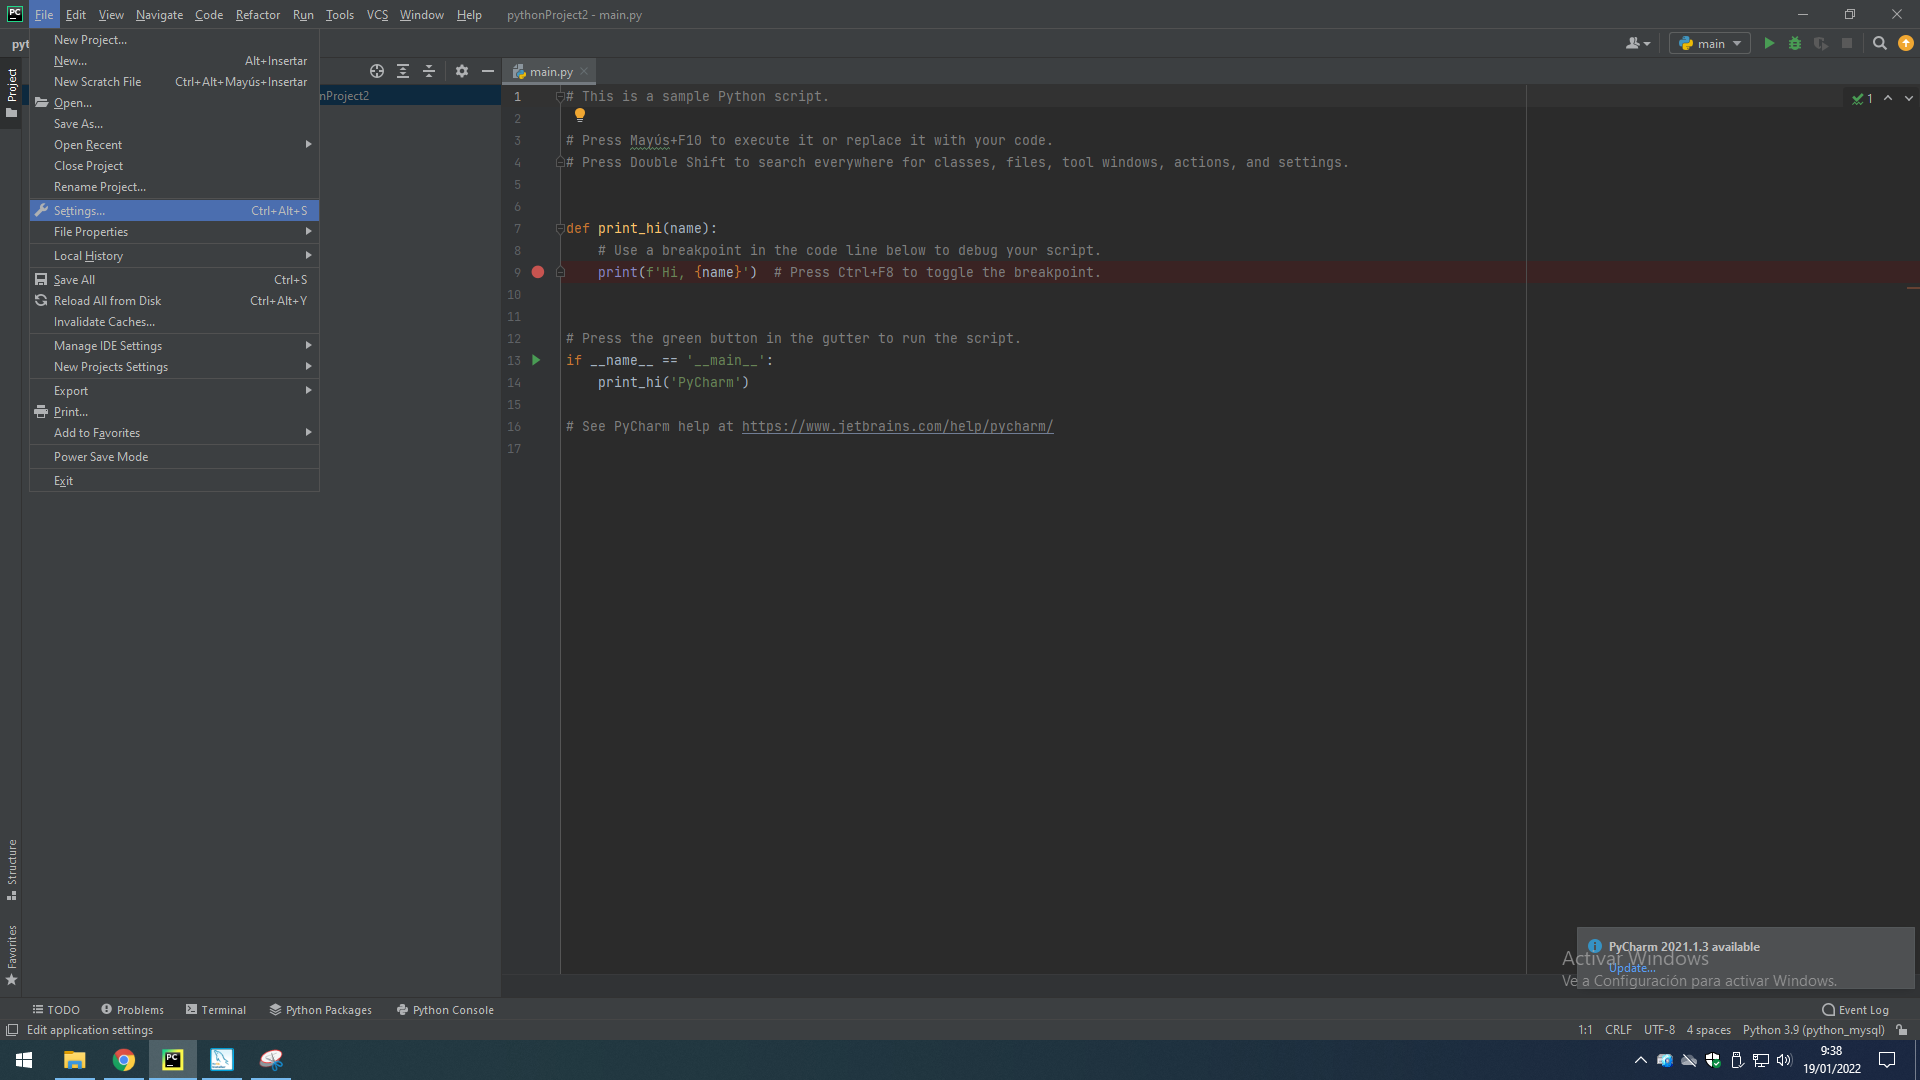 PC File Edit View Navigate Code Refactor Run Tools VCS Window Help pythonProject2 - main.py
pyt main
New Project...
New... Alt+Insertar
New Scratch File Ctrl+Alt+Mayús+Insertar
Open...
Save As...
Open Recent
Close Project
Rename Project...
Settings... Ctrl+Alt+S
File Properties
Local History
Save All Ctrl+S
Reload All from Disk Ctrl+Alt+Y
Invalidate Caches...
Manage IDE Settings
New Projects Settings
Export
Print...
Add to Favorites
Power Save Mode
Exit
Project
nProject2
Structure
Favorites
main.py
1 # This is a sample Python script. 1
2
3 # Press Mayús+F10 to execute it or replace it with your code.
4 # Press Double Shift to search everywhere for classes, files, tool windows, actions, and settings.
5
6
7 def print_hi(name):
8 # Use a breakpoint in the code line below to debug your script.
9 print(f'Hi, {name}') # Press Ctrl+F8 to toggle the breakpoint.
10
11
12 # Press the green button in the gutter to run the script.
13 if __name__ == '__main__':
14 print_hi('PyCharm')
15
16 # See PyCharm help at https://www.jetbrains.com/help/pycharm/
17
PyCharm 2021.1.3 available
Update...
Activar Windows
Ve a Configuración para activar Windows.
TODO Problems Terminal Python Packages Python Console Event Log
Edit application settings 1:1 CRLF UTF-8 4 spaces Python 3.9 (python_mysql)
PC
9:38
19/01/2022